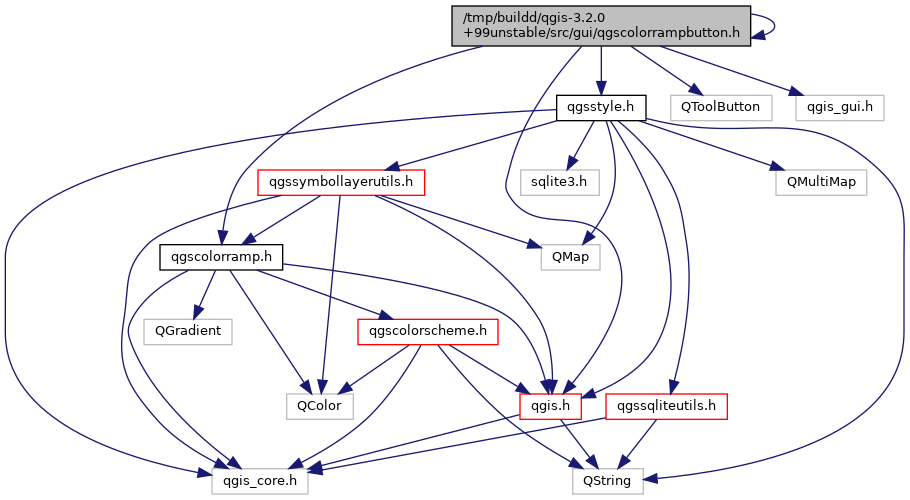 /tmp/buildd/qgis-3.2.0
+99unstable/src/gui/qgscolorrampbutton.h
qgsstyle.h
QToolButton
qgis_gui.h
qgssymbollayerutils.h
sqlite3.h
QMultiMap
qgscolorramp.h
QMap
QGradient
qgscolorscheme.h
QColor
qgis.h
qgssqliteutils.h
qgis_core.h
QString